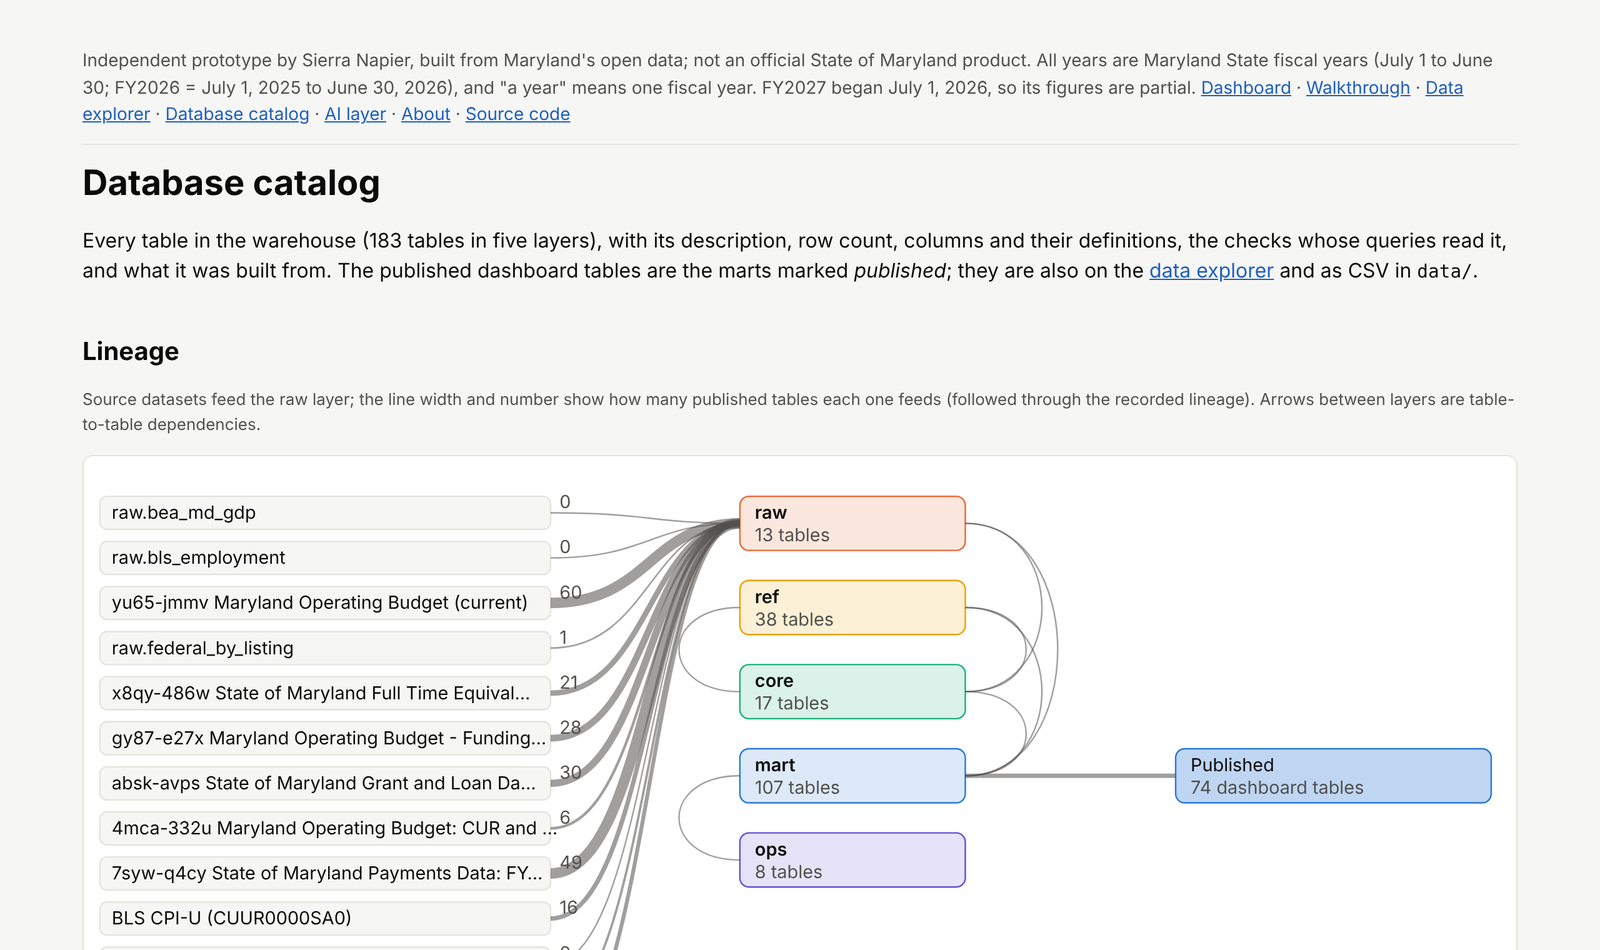 Independent prototype by Sierra Napier, built from Maryland's open data; not an official State of Maryland product. All years are Maryland State fiscal years (July 1 to June
30; FY2026 = July 1, 2025 to June 30, 2026), and "a year" means one fiscal year. FY2027 began July 1, 2026, so its figures are partial. Dashboard · Walkthrough · Data
explorer · Database catalog · AI layer · About · Source code
Database catalog
Every table in the warehouse (183 tables in five layers), with its description, row count, columns and their definitions, the checks whose queries read it,
and what it was built from. The published dashboard tables are the marts marked published; they are also on the data explorer and as CSV in data/.
Lineage
Source datasets feed the raw layer; the line width and number show how many published tables each one feeds (followed through the recorded lineage). Arrows between layers are table-
to-table dependencies.
raw.bea_md_gdp
0
raw.bls_employment
0
yu65-jmmv Maryland Operating Budget (current)
60
raw.federal_by_listing
1
x8qy-486w State of Maryland Full Time Equival...
21
gy87-e27x Maryland Operating Budget - Funding...
28
absk-avps State of Maryland Grant and Loan Da...
30
4mca-332u Maryland Operating Budget: CUR and ...
6
7syw-q4cy State of Maryland Payments Data: FY...
49
BLS CPI-U (CUUR0000SA0)
16
raw
13 tables
ref
38 tables
core
17 tables
mart
107 tables
ops
8 tables
Published
74 dashboard tables